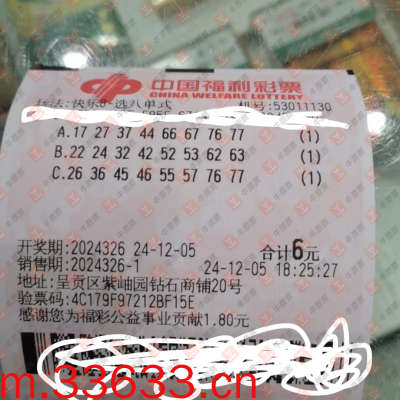 中国福利彩票
CHINA WELFARE LOTTERY
玩法:快乐8-选八单式 机号:53011130
A.17 27 37 44 66 67 76 77 (1)
B.22 24 32 42 52 53 62 63 (1)
C.26 36 45 46 55 57 76 77 (1)
开奖期:2024326 24-12-05 合计6元
销售期:2024326-1 24-12-05 18:25:27
地址:呈贡区紫岫园钻石商铺20号
验票码:4C179F97212BF15E
感谢您为福彩公益事业贡献1.80元
m.33633.cn